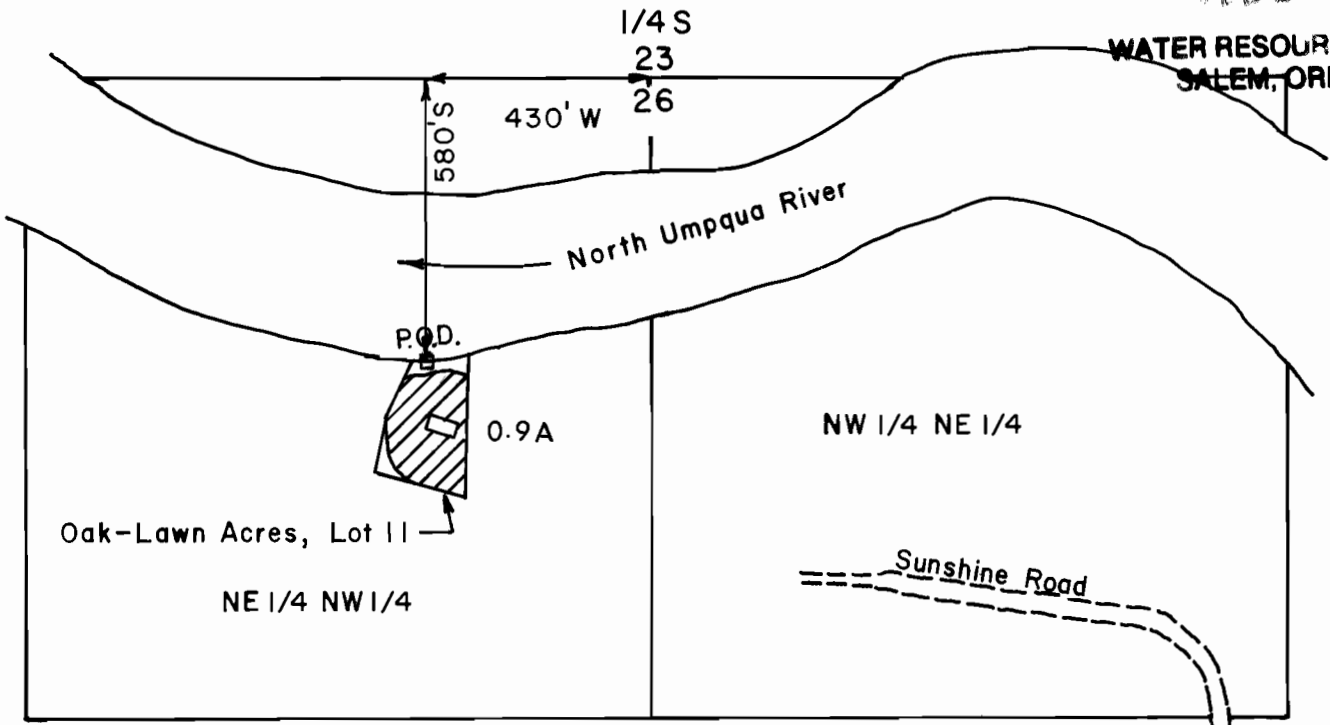 1/4 S
23
26
WATER RESOUR
SALEM, ORE
430' W
580'S
North Umpqua River
P.O.D.
0.9A
NW 1/4 NE 1/4
Oak-Lawn Acres, Lot 11
NE 1/4 NW 1/4
Sunshine Road